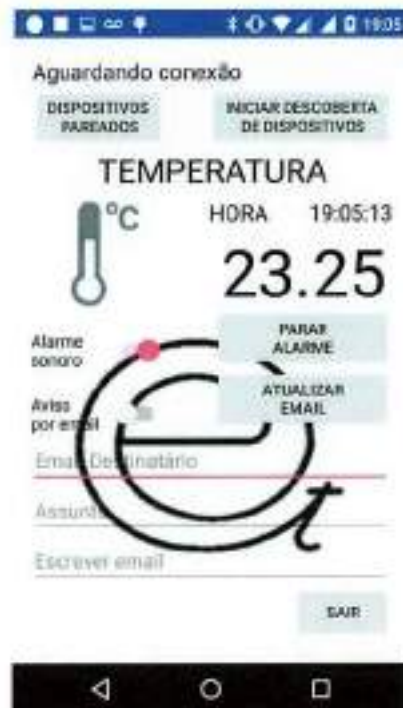 19:05
Aguardando conexão
DISPOSITIVOS
PAREADOS
INICIAR DESCOBERTA
DE DISPOSITIVOS
TEMPERATURA
°C
HORA 19:05:13
23.25
Alarme
sonoro
PARAR
ALARME
Aviso
por email
ATUALIZAR
EMAIL
Email Destinatário
Assunto
Escrever email
SAIR